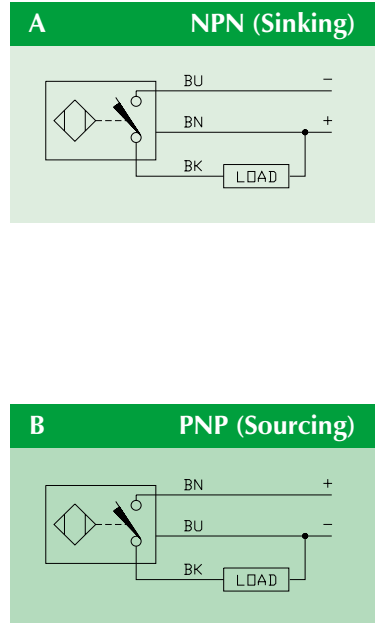 A NPN (Sinking)
BU −
BN +
BK LOAD
B PNP (Sourcing)
BN +
BU −
BK LOAD